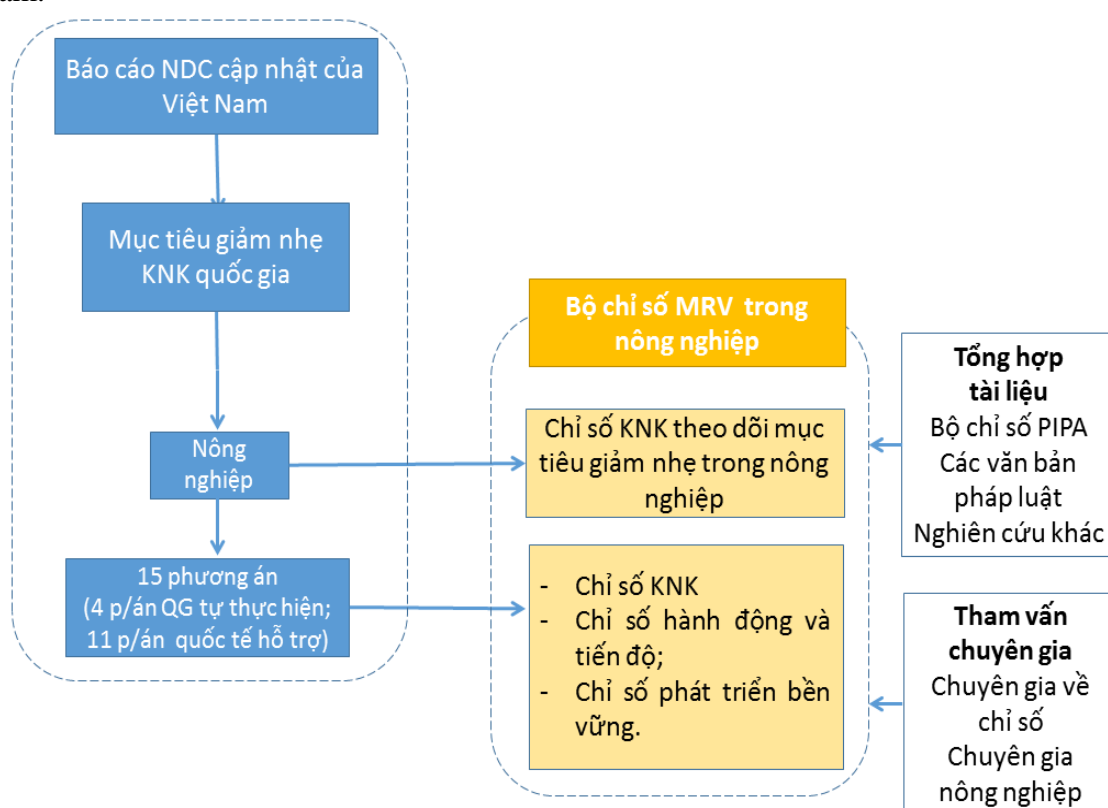 Báo cáo NDC cập nhật của
Việt Nam
Mục tiêu giảm nhẹ
KNK quốc gia
Nông
nghiệp
15 phương án
(4 p/án QG tự thực hiện;
11 p/án quốc tế hỗ trợ)
Bộ chỉ số MRV trong
nông nghiệp
Chỉ số KNK theo dõi mục
tiêu giảm nhẹ trong nông
nghiệp
- Chỉ số KNK
- Chỉ số hành động và
tiến độ;
- Chỉ số phát triển bền
vững.
Tổng hợp
tài liệu
Bộ chỉ số PIPA
Các văn bản
pháp luật
Nghiên cứu khác
Tham vấn
chuyên gia
Chuyên gia về
chỉ số
Chuyên gia
nông nghiệp